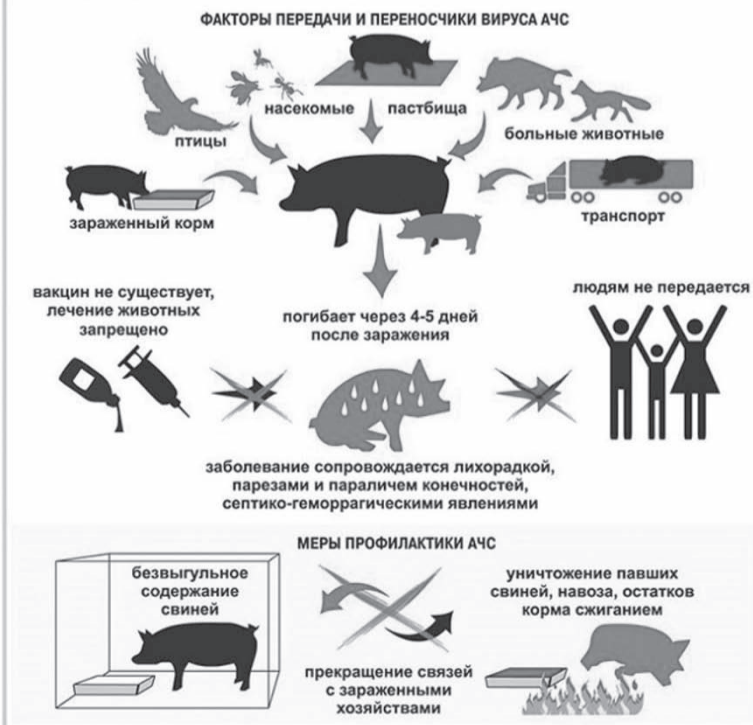 ФАКТОРЫ ПЕРЕДАЧИ И ПЕРЕНОСЧИКИ ВИРУСА АЧС
насекомые
пастбища
птицы
больные животные
зараженный корм
транспорт
вакцин не существует,
лечение животных
запрещено
погибает через 4-5 дней
после заражения
людям не передается
заболевание сопровождается лихорадкой,
парезами и параличем конечностей,
септико-геморрагическими явлениями
МЕРЫ ПРОФИЛАКТИКИ АЧС
безвыгульное
содержание
свиней
прекращение связей
с зараженными
хозяйствами
уничтожение павших
свиней, навоза, остатков
корма сжиганием